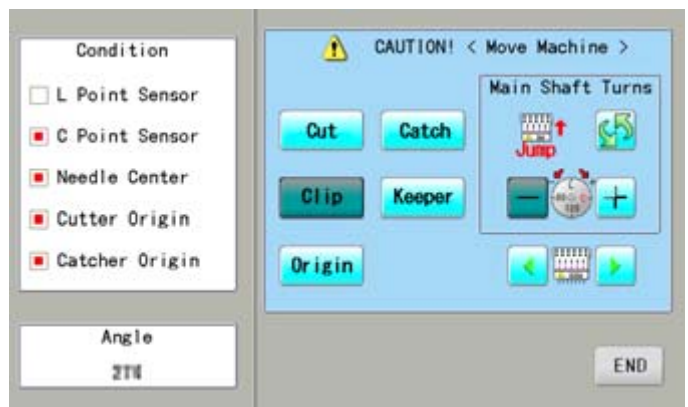 Condition
L Point Sensor
C Point Sensor
Needle Center
Cutter Origin
Catcher Origin
Angle
CAUTION! < Move Machine >
Main Shaft Turns
Cut
Catch
Jump
Clip
Keeper
Origin
END